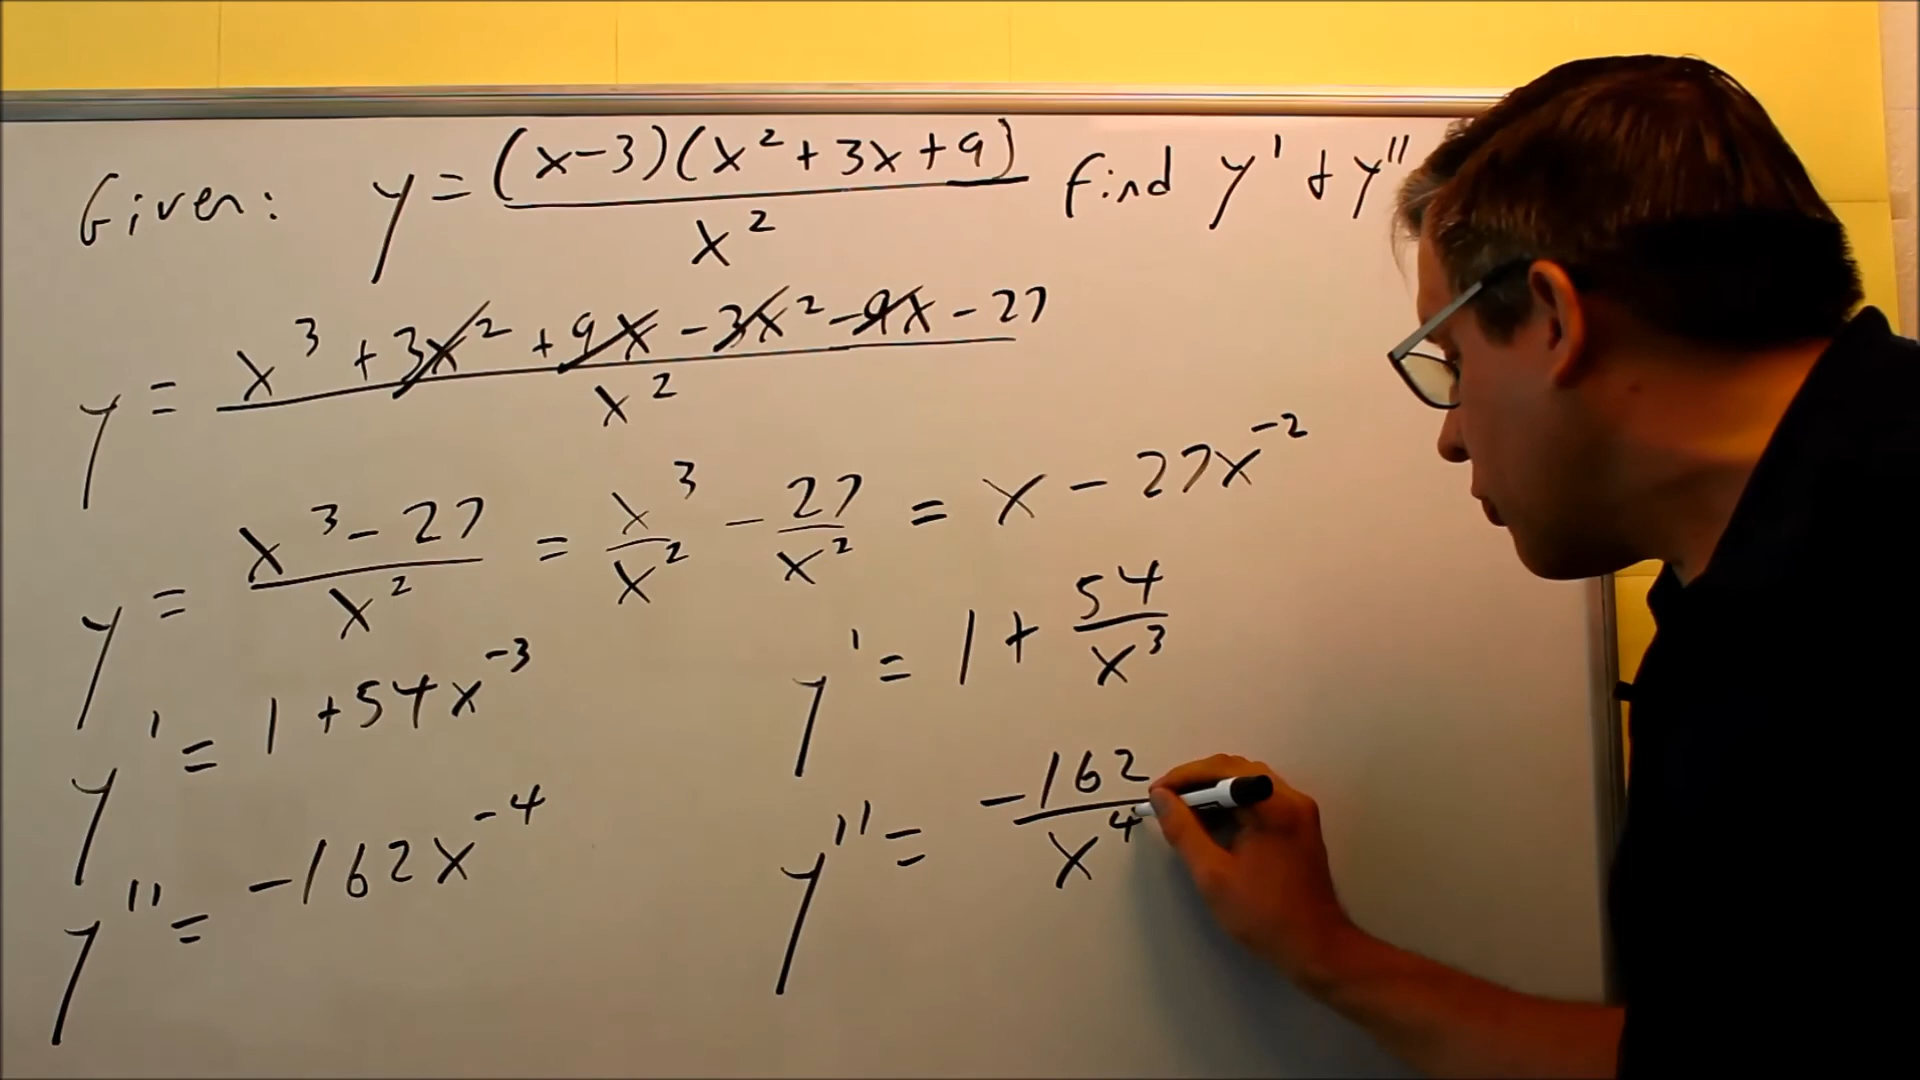 Given: y = (x-3)(x²+3x+9)/x² find y' & y''
y = x³ + 3x² + 9x - 3x² - 9x - 27/x²
y = x³ - 27/x² = x³/x² - 27/x² = x - 27x⁻²
y' = 1 + 54x⁻³ y' = 1 + 54/x³
y'' = -162x⁻⁴ y'' = -162/x⁴